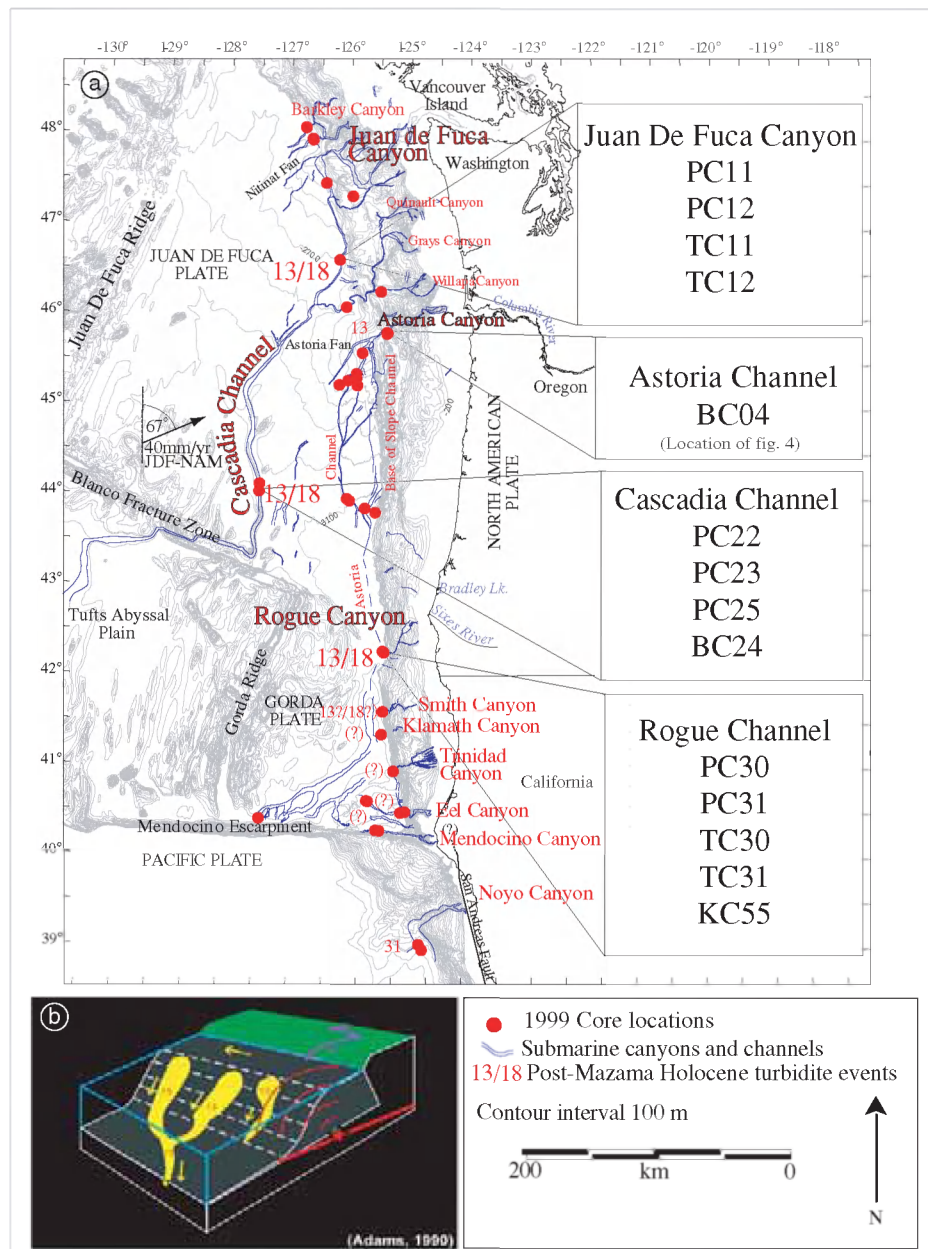 -130° -129° -128° -127° -126° -125° -124° -123° -122° -121° -120° -119° -118°
a
Vancouver
Island
Barkley Canyon
48°
Juan de Fuca
Canyon
Washington
Nitinat Fan
47°
Quinault Canyon
Grays Canyon
Juan De Fuca Ridge
JUAN DE FUCA
PLATE
13/18
Willapa Canyon
46°
Columbia River
13
Astoria Canyon
Astoria Fan
Oregon
45°
Cascadia Channel
67°
40mm/yr
JDF-NAM
Channel
Base of Slope Channel
200
NORTH AMERICAN
PLATE
44°
13/18
Blanco Fracture Zone
43°
Astoria
Bradley Lk.
Tufts Abyssal
Plain
Rogue Canyon
Sixes River
42°
13/18
Gorda Ridge
GORDA
PLATE
13?/18?
Smith Canyon
(?)
Klamath Canyon
41°
(?)
Trinidad
Canyon
California
(?)
(?)
Eel Canyon
Mendocino Escarpment
(?)
Mendocino Canyon
40°
PACIFIC PLATE
San Andreas Fault
Noyo Canyon
39°
31
Juan De Fuca Canyon
PC11
PC12
TC11
TC12
Astoria Channel
BC04
(Location of fig. 4)
Cascadia Channel
PC22
PC23
PC25
BC24
Rogue Channel
PC30
PC31
TC30
TC31
KC55
b
(Adams, 1990)
1999 Core locations
Submarine canyons and channels
13/18 Post-Mazama Holocene turbidite events
Contour interval 100 m
200 km 0
N